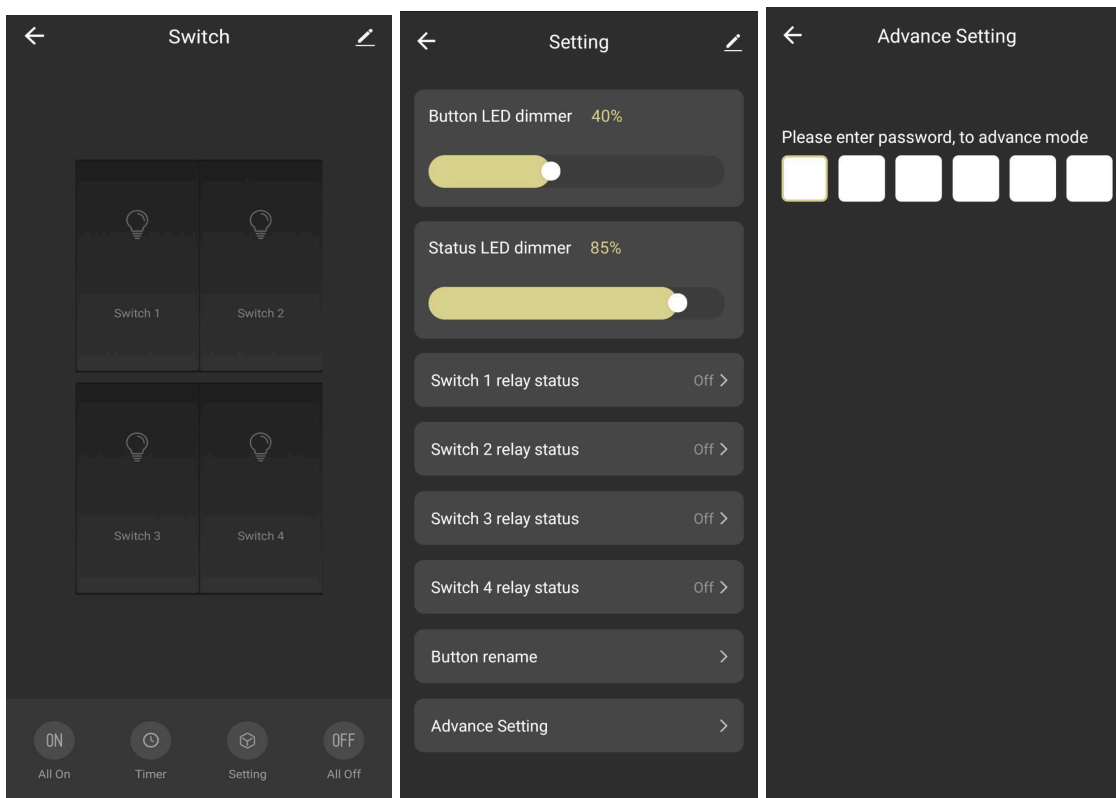 Switch
Switch 1
Switch 2
Switch 3
Switch 4
ON
All On
Timer
Setting
OFF
All Off
Setting
Button LED dimmer 40%
Status LED dimmer 85%
Switch 1 relay status Off
Switch 2 relay status Off
Switch 3 relay status Off
Switch 4 relay status Off
Button rename
Advance Setting
Advance Setting
Please enter password, to advance mode